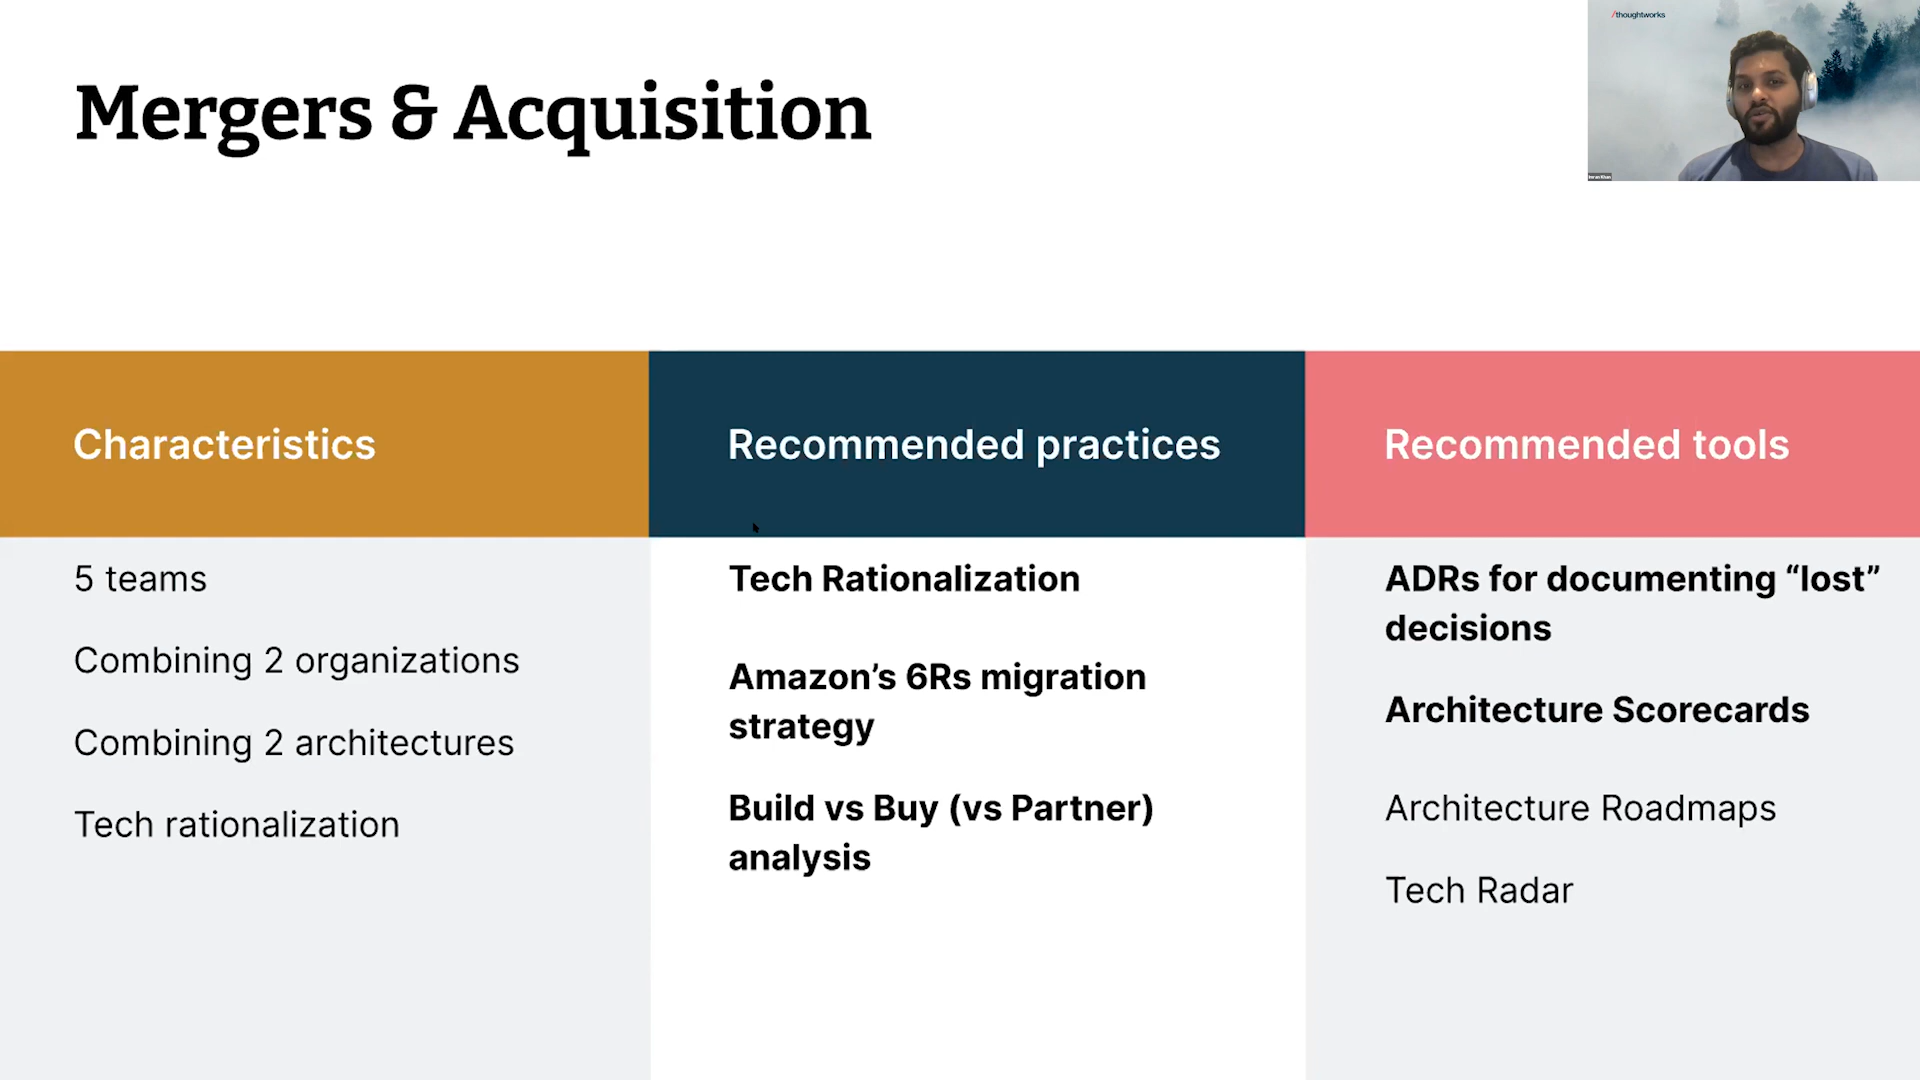 /thoughtworks
Mergers & Acquisition
Characteristics
5 teams
Combining 2 organizations
Combining 2 architectures
Tech rationalization
Recommended practices
Tech Rationalization
Amazon’s 6Rs migration
strategy
Build vs Buy (vs Partner)
analysis
Recommended tools
ADRs for documenting “lost”
decisions
Architecture Scorecards
Architecture Roadmaps
Tech Radar